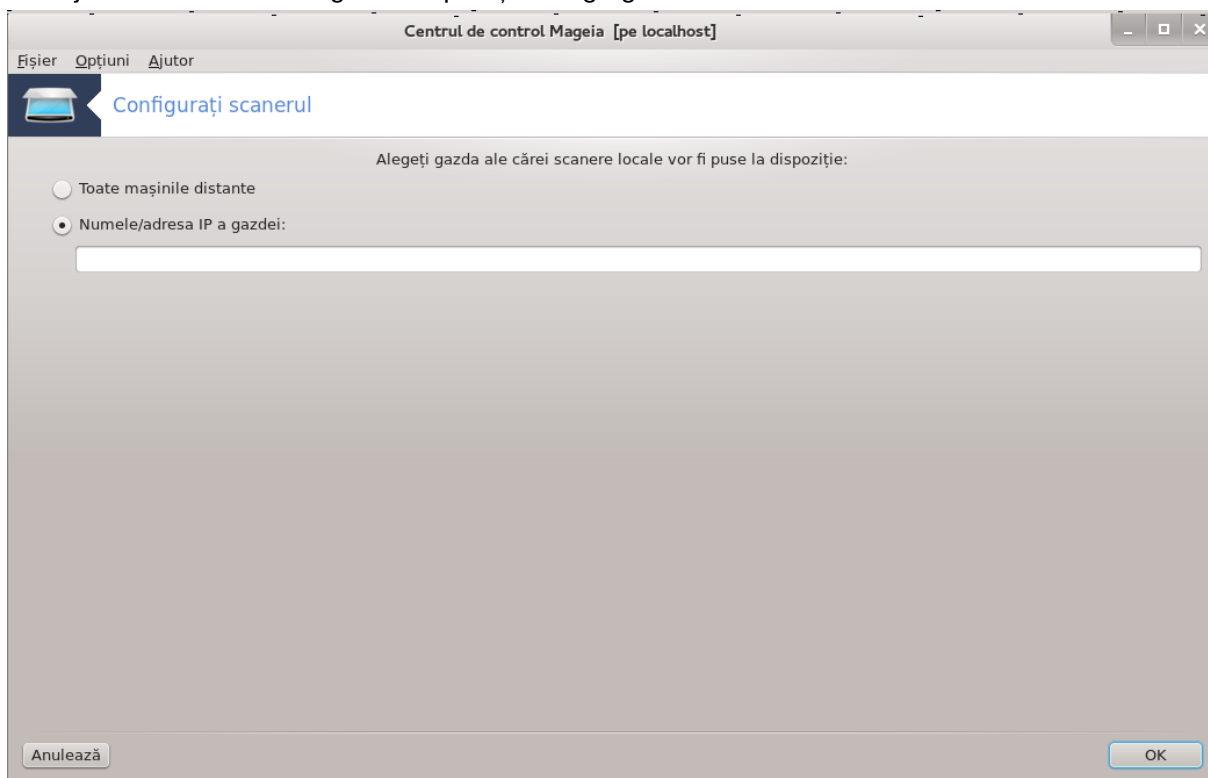 Centrul de control Mageia [pe localhost]
Fișier Opțiuni Ajutor
Configurați scanerul
Alegeți gazda ale cărei scanere locale vor fi puse la dispoziție:
Toate mașinile distante
Numele/adresa IP a gazdei:
Anulează OK